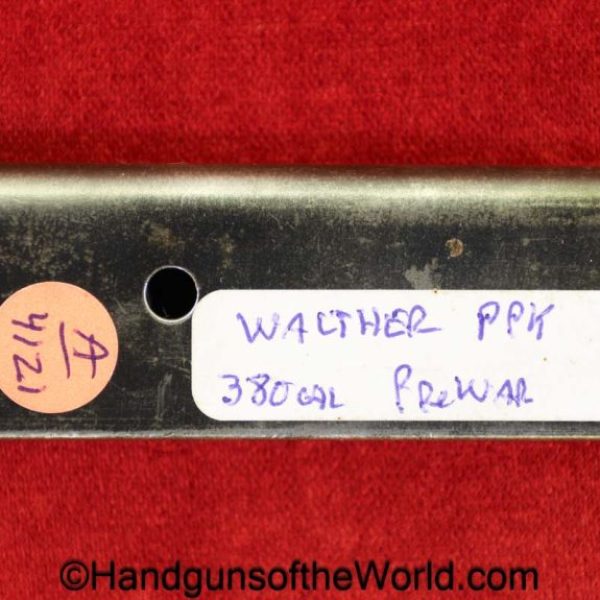 A
4121
WALTHER PPK
380CAL PReWAR
©HandgunsoftheWorld.com